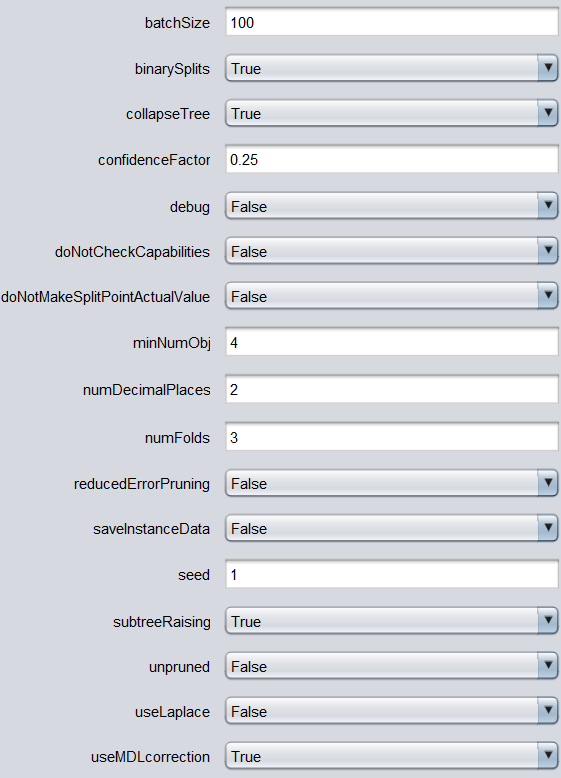 batchSize 100
binarySplits True
collapseTree True
confidenceFactor 0.25
debug False
doNotCheckCapabilities False
doNotMakeSplitPointActualValue False
minNumObj 4
numDecimalPlaces 2
numFolds 3
reducedErrorPruning False
saveInstanceData False
seed 1
subtreeRaising True
unpruned False
useLaplace False
useMDLcorrection True